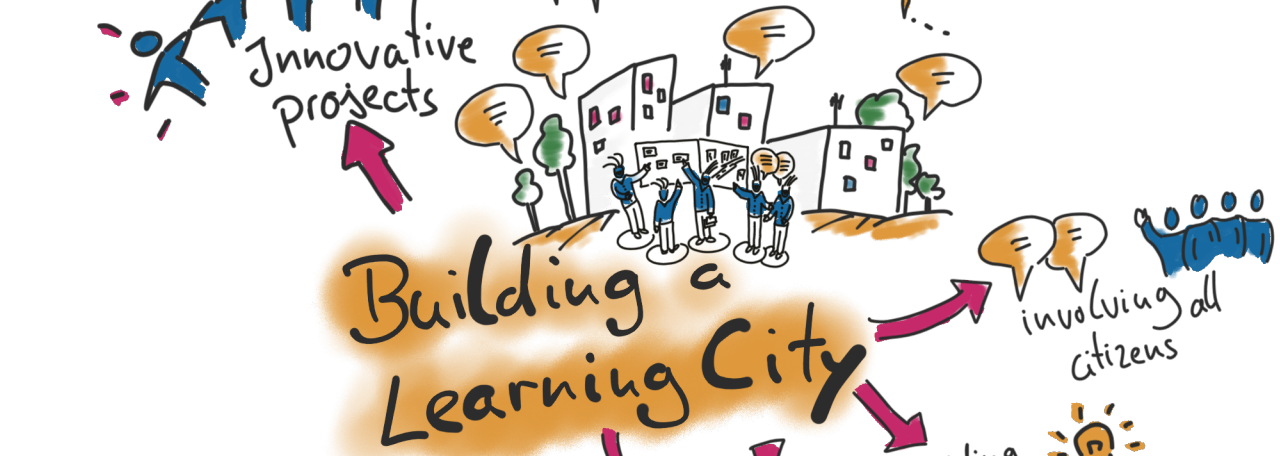 Innovative
projects
Building a
Learning City
involving all
citizens